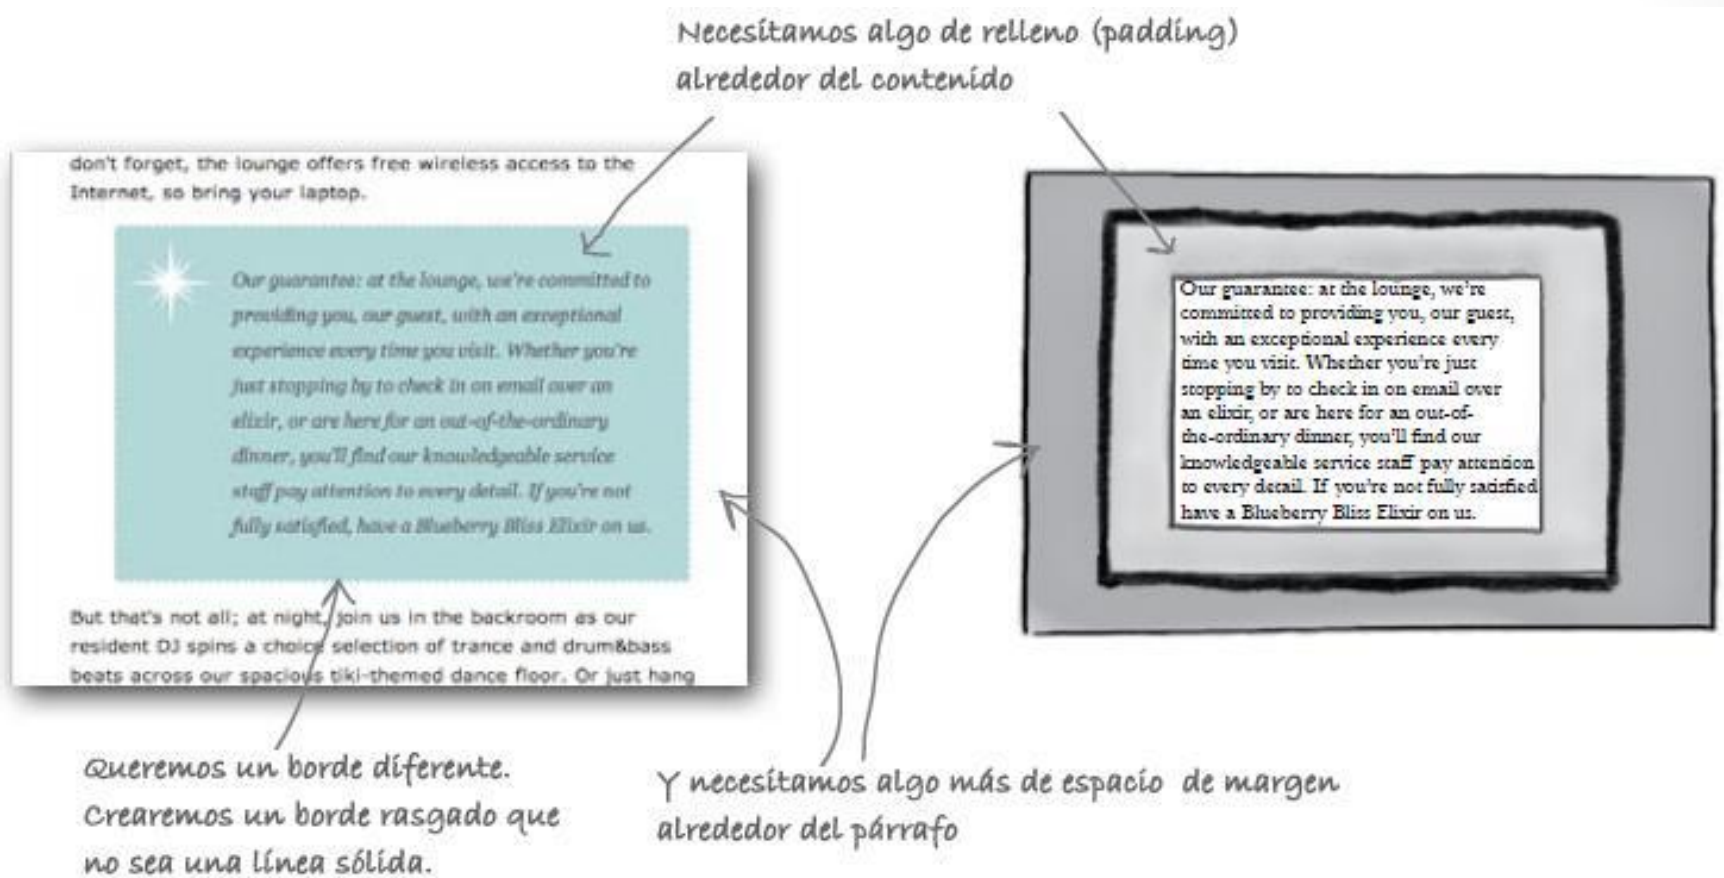 Necesitamos algo de relleno (padding)
alrededor del contenido
don't forget, the lounge offers free wireless access to the
Internet, so bring your laptop.
Our guarantee: at the lounge, we're committed to
providing you, our guest, with an exceptional
experience every time you visit. Whether you're
just stopping by to check in on email over an
elixir, or are here for an out-of-the-ordinary
dinner, you'll find our knowledgeable service
staff pay attention to every detail. If you're not
fully satisfied, have a Blueberry Bliss Elixir on us.
But that's not all; at night, join us in the backroom as our
resident DJ spins a choice selection of trance and drum&bass
beats across our spacious tiki-themed dance floor. Or just hang
Our guarantee: at the lounge, we're
committed to providing you, our guest,
with an exceptional experience every
time you visit. Whether you're just
stopping by to check in on email over
an elixir, or are here for an out-of-
the-ordinary dinner, you'll find our
knowledgeable service staff pay attention
to every detail. If you're not fully satisfied
have a Blueberry Bliss Elixir on us.
Queremos un borde diferente.
Crearemos un borde rasgado que
no sea una línea sólida.
Y necesitamos algo más de espacio de margen
alrededor del párrafo